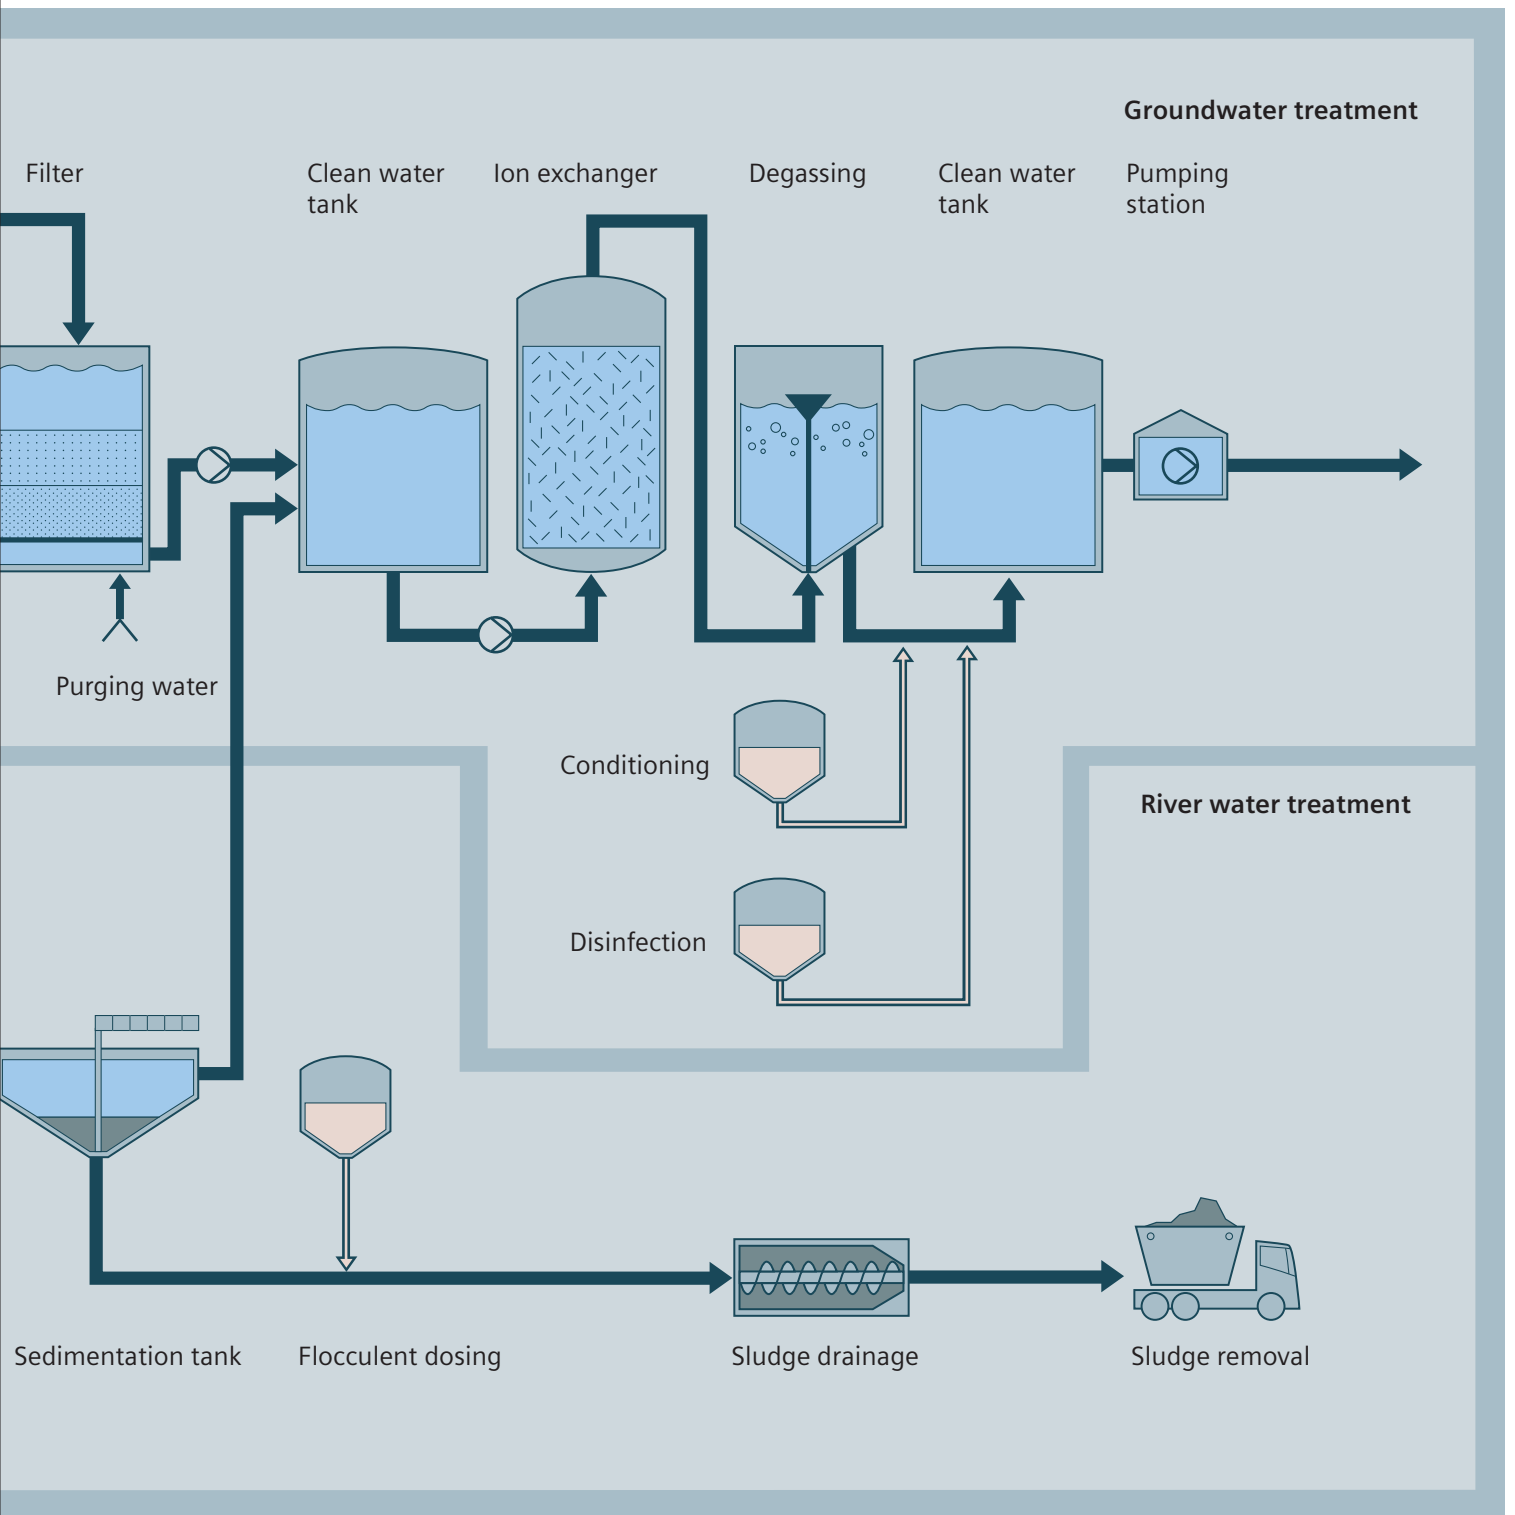 Groundwater treatment
Filter
Clean water
tank
Ion exchanger
Degassing
Clean water
tank
Pumping
station
Purging water
Conditioning
River water treatment
Disinfection
Sedimentation tank
Flocculent dosing
Sludge drainage
Sludge removal